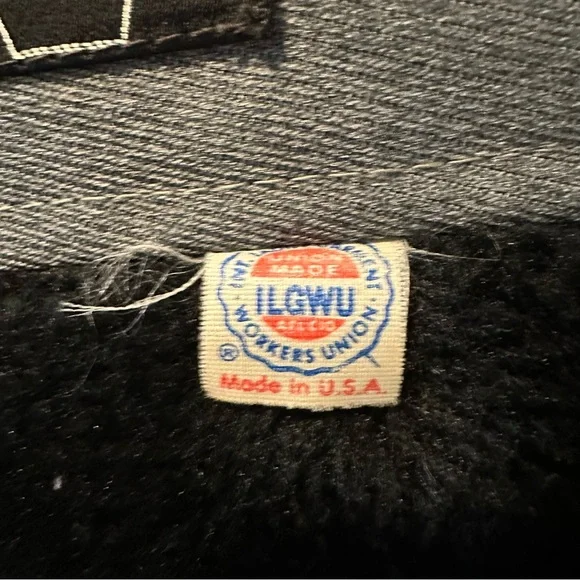 UNION
MADE
ILGWU
AFL-CIO
WORKERS UNION
®
Made in U.S.A.